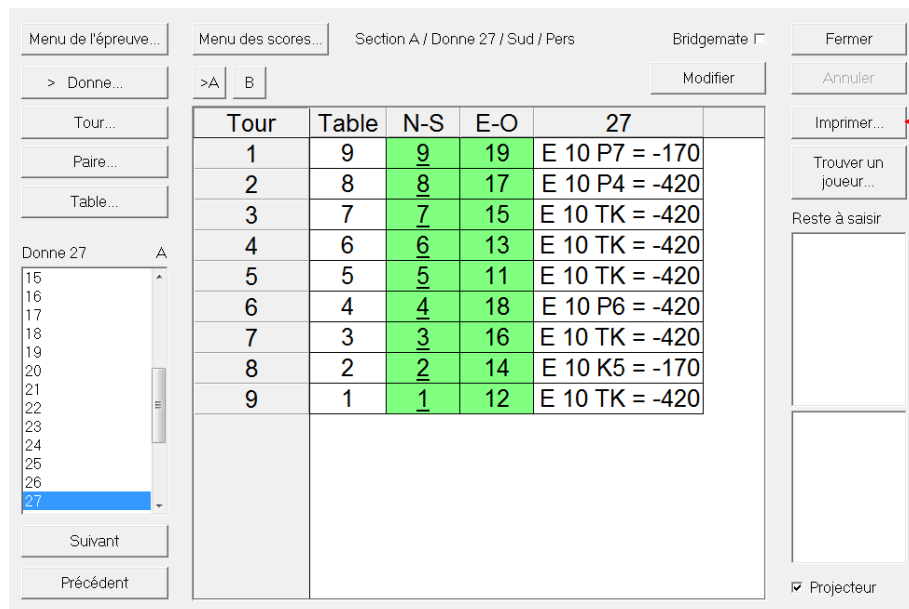 Menu de l'épreuve...
Menu des scores...
Section A / Donne 27 / Sud / Pers
Bridgemate
Fermer
> Donne...
>A
B
Modifier
Annuler
Tour...
Paire...
Table...
Imprimer...
Trouver un
joueur...
Reste à saisir
Tour Table N-S E-O 27
1 9 9 19 E 10 P7 = -170
2 8 8 17 E 10 P4 = -420
3 7 7 15 E 10 TK = -420
4 6 6 13 E 10 TK = -420
5 5 5 11 E 10 TK = -420
6 4 4 18 E 10 P6 = -420
7 3 3 16 E 10 TK = -420
8 2 2 14 E 10 K5 = -170
9 1 1 12 E 10 TK = -420
Donne 27 A
15
16
17
18
19
20
21
22
23
24
25
26
27
Suivant
Précédent
Projecteur